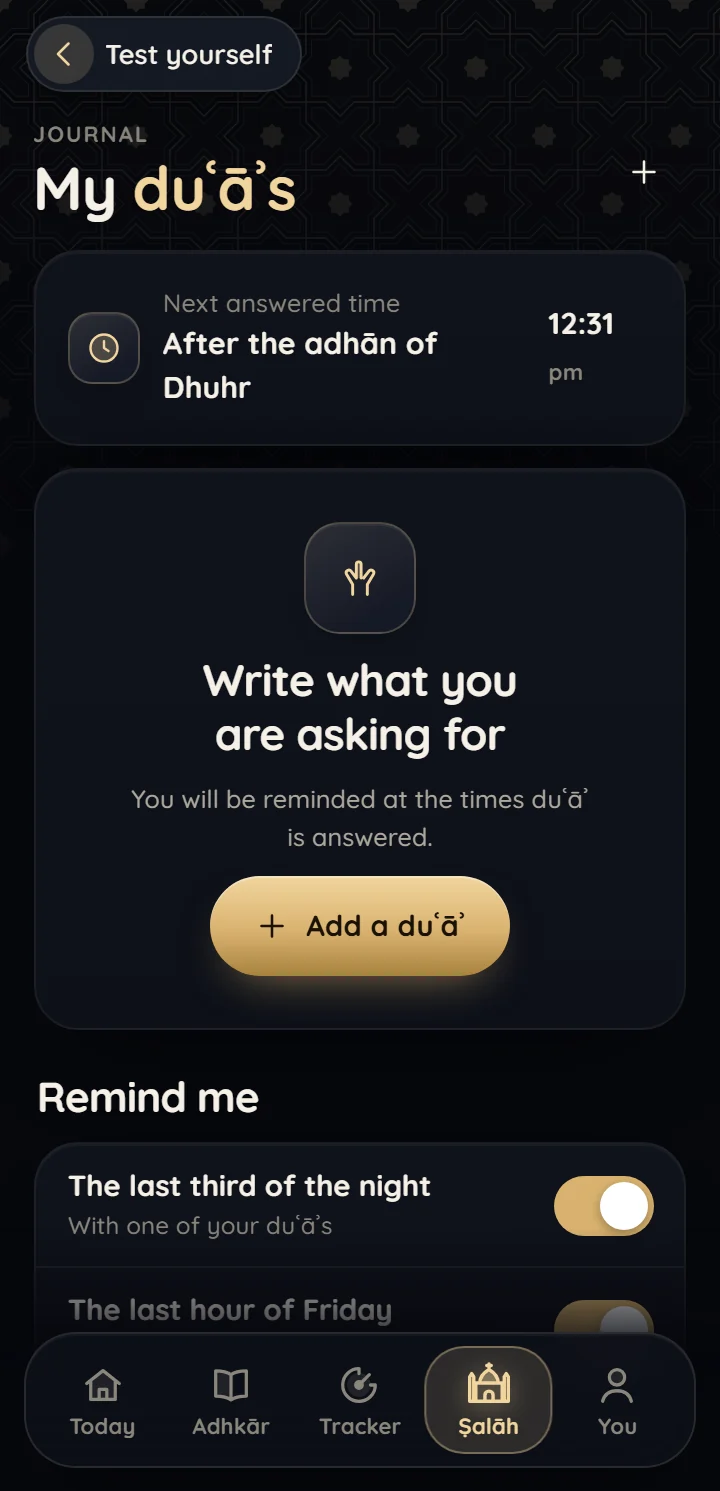 Test yourself
JOURNAL
My duʿāʾs
Next answered time
After the adhān of
Dhuhr
12:31
pm
Write what you
are asking for
You will be reminded at the times duʿāʾ
is answered.
Add a duʿāʾ
Remind me
The last third of the night
With one of your duʿāʾs
The last hour of Friday
Today
Adhkār
Tracker
Ṣalāh
You